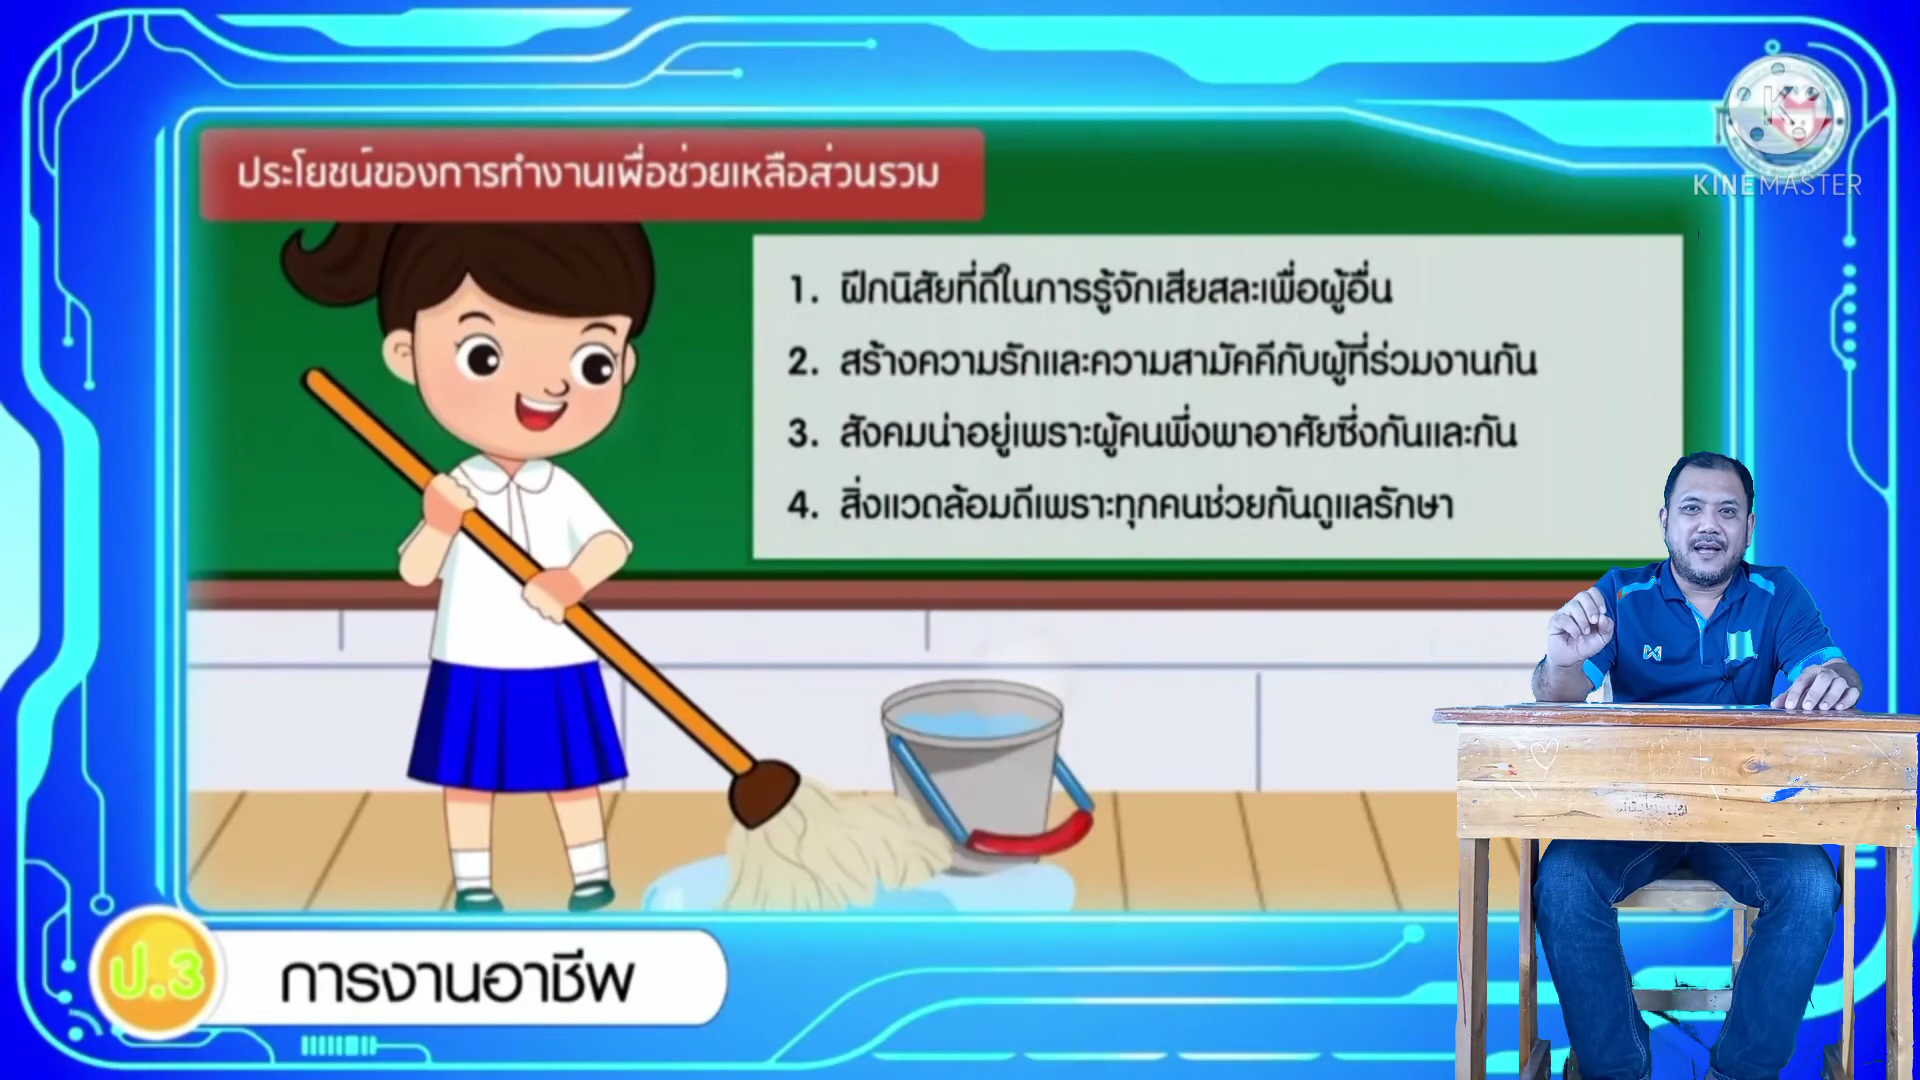 ประโยชน์ของการทำงานเพื่อช่วยเหลือส่วนรวม
KINEMASTER
1. ฝึกนิสัยที่ดีในการรู้จักเสียสละเพื่อผู้อื่น
2. สร้างความรักและความสามัคคีกับผู้ที่ร่วมงานกัน
3. สังคมน่าอยู่เพราะผู้คนพึ่งพาอาศัยซึ่งกันและกัน
4. สิ่งแวดล้อมดีเพราะทุกคนช่วยกันดูแลรักษา
ป.3
การงานอาชีพ